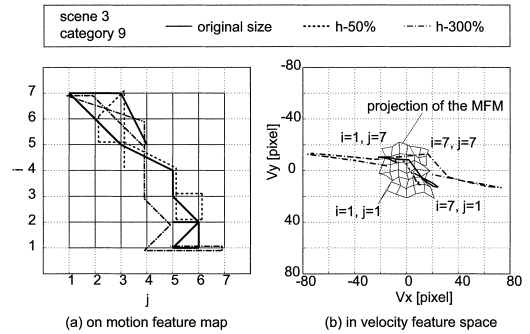 scene 3
category 9
original size
h-50%
h-300%
7
6
5
4
3
2
1
i
1 2 3 4 5 6 7
j
(a) on motion feature map
-80
-40
0
40
80
Vy [pixel]
projection of the MFM
i=1, j=7
i=7, j=7
i=1, j=1
i=7, j=1
-80 -40 0 40 80
Vx [pixel]
(b) in velocity feature space